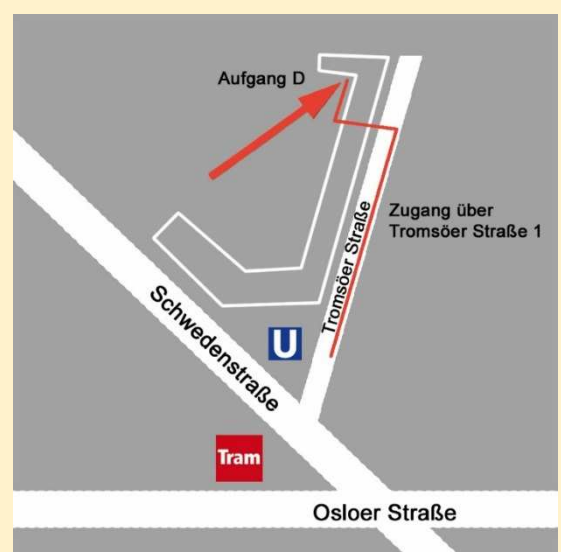 Aufgang D
Zugang über
Tromsöer Straße 1
Tromsöer Straße
Schwedenstraße
U
Tram
Osloer Straße